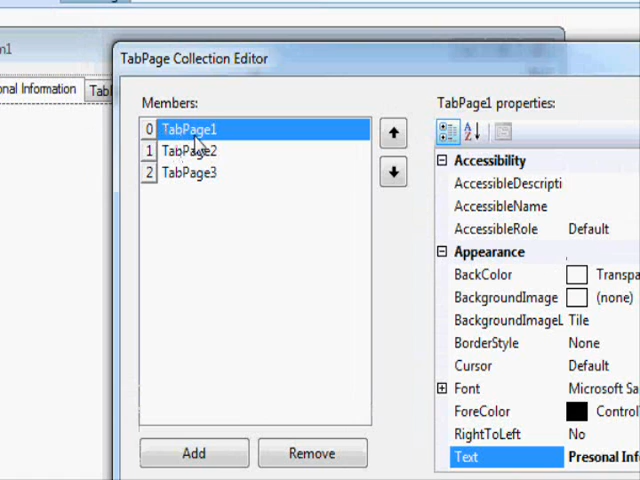 m1
onal Information
Tab
TabPage Collection Editor
Members:
0 TabPage1
1 TabPage2
2 TabPage3
Add
Remove
TabPage1 properties:
Accessibility
AccessibleDescripti
AccessibleName
AccessibleRole Default
Appearance
BackColor Transpa
BackgroundImage (none)
BackgroundImageL Tile
BorderStyle None
Cursor Default
Font Microsoft Sa
ForeColor Control
RightToLeft No
Text Presonal Inf